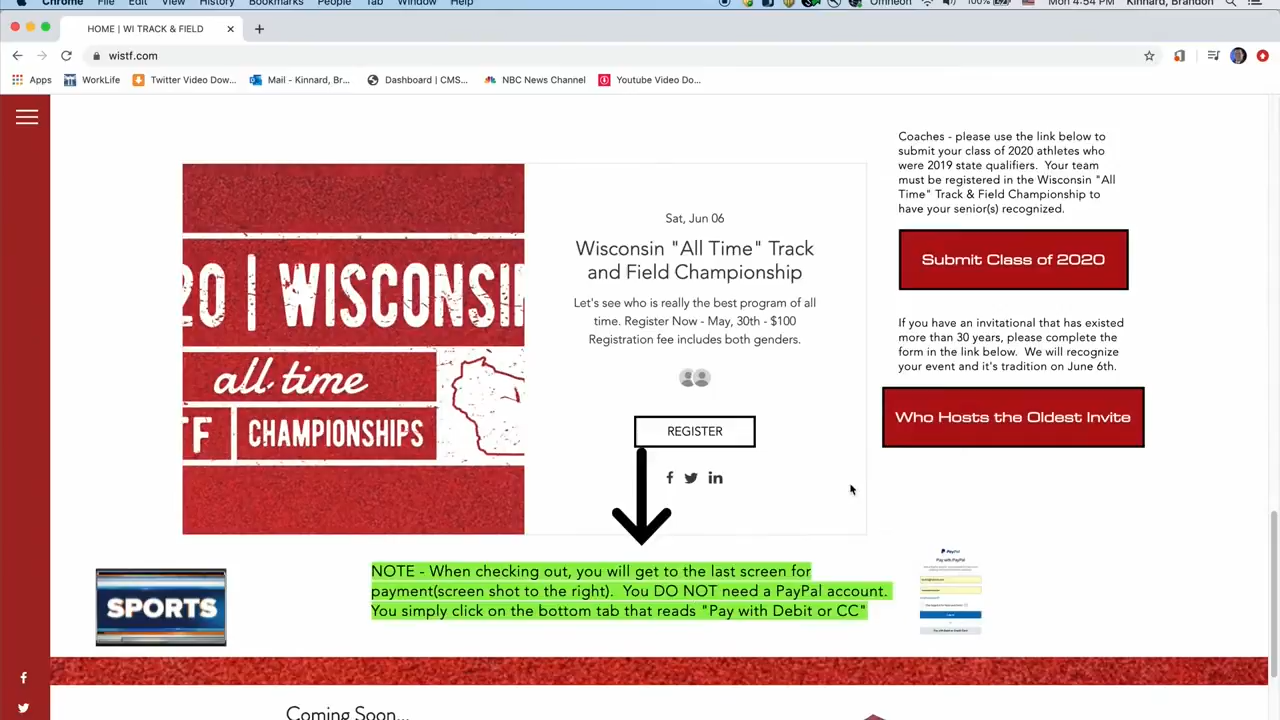 Chrome File Edit View History Bookmarks People Tab Window Help
Omneon 100% Mon 4:54 PM Kinnard, Brandon
HOME | WI TRACK & FIELD
wistf.com
Apps WorkLife Twitter Video Dow... Mail - Kinnard, Br... Dashboard | CMS... NBC News Channel Youtube Video Do...
Coaches - please use the link below to
submit your class of 2020 athletes who
were 2019 state qualifiers. Your team
must be registered in the Wisconsin "All
Time" Track & Field Championship to
have your senior(s) recognized.
Submit Class of 2020
If you have an invitational that has existed
more than 30 years, please complete the
form in the link below. We will recognize
your event and it's tradition on June 6th.
Who Hosts the Oldest Invite
20 | WISCONSIN
all time
TF CHAMPIONSHIPS
Sat, Jun 06
Wisconsin "All Time" Track
and Field Championship
Let's see who is really the best program of all
time. Register Now - May, 30th - $100
Registration fee includes both genders.
REGISTER
SPORTS
NOTE - When checking out, you will get to the last screen for
payment(screen shot to the right). You DO NOT need a PayPal account.
You simply click on the bottom tab that reads "Pay with Debit or CC"
PayPal
Pay with PayPal
Coming Soon...